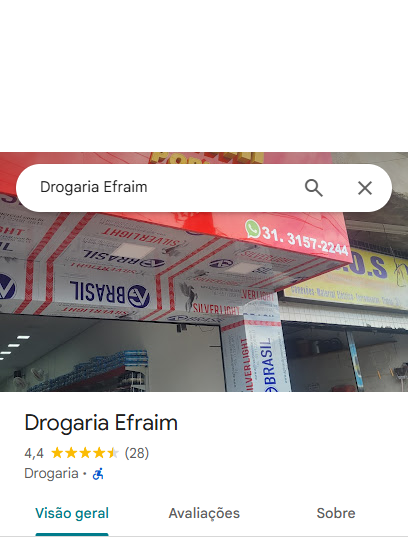 Drogaria Efraim
31. 3157-2244
SILVERLIGHT
BRASIL
BRASIL
SILVERLIGHT
SILVERLIGHT
BRASIL
Drogaria Efraim
4,4 (28)
Drogaria ·
Visão geral Avaliações Sobre